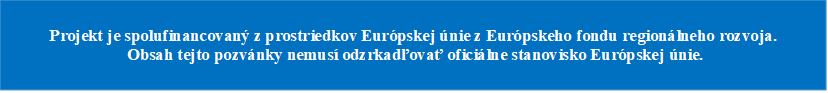 Projekt je spolufinancovaný z prostriedkov Európskej únie z Európskeho fondu regionálneho rozvoja.
Obsah tejto pozvánky nemusí odzrkadľovať oficiálne stanovisko Európskej únie.